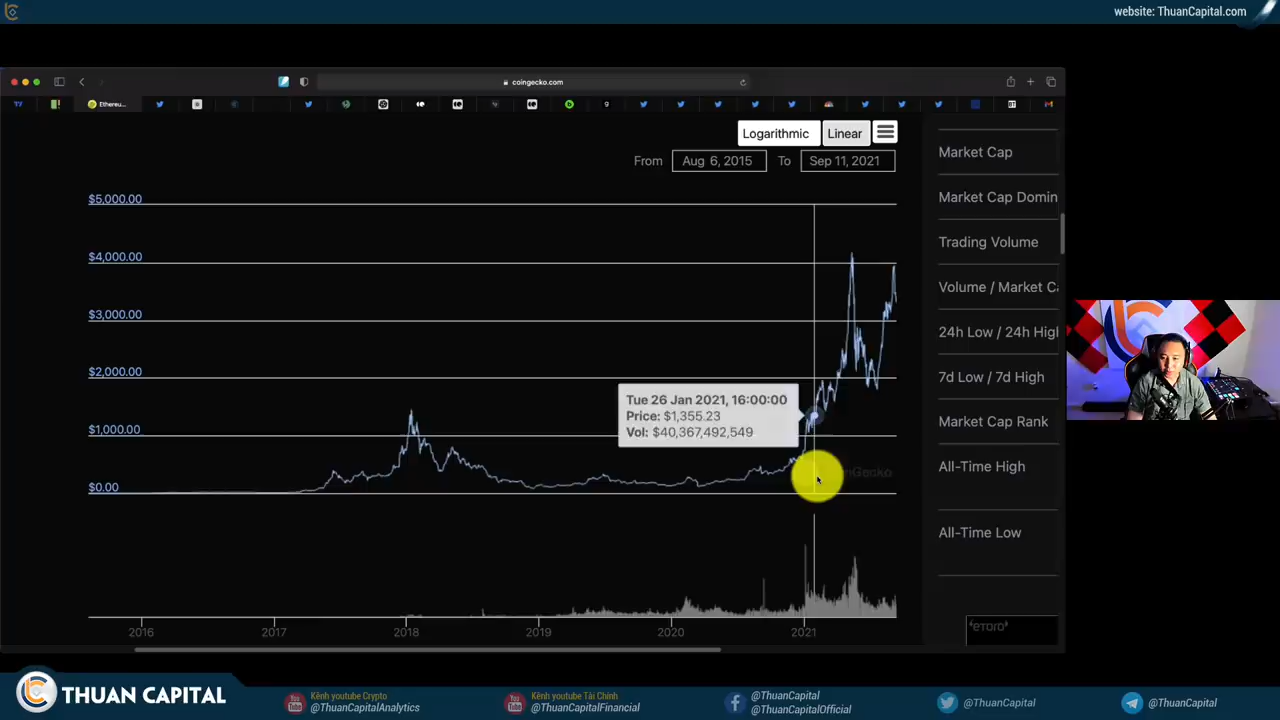 website: ThuanCapital.com
coingecko.com
Ethereu...
Logarithmic
Linear
From
Aug 6, 2015
To
Sep 11, 2021
$5,000.00
$4,000.00
$3,000.00
$2,000.00
$1,000.00
$0.00
Tue 26 Jan 2021, 16:00:00
Price: $1,355.23
Vol: $40,367,492,549
2016
2017
2018
2019
2020
2021
Market Cap
Market Cap Domin
Trading Volume
Volume / Market Ca
24h Low / 24h High
7d Low / 7d High
Market Cap Rank
All-Time High
All-Time Low
eToro
THUAN CAPITAL
Kênh youtube Crypto
@ThuanCapitalAnalytics
Kênh youtube Tài Chính
@ThuanCapitalFinancial
@ThuanCapital
@ThuanCapitalOfficial
@ThuanCapital
@ThuanCapital